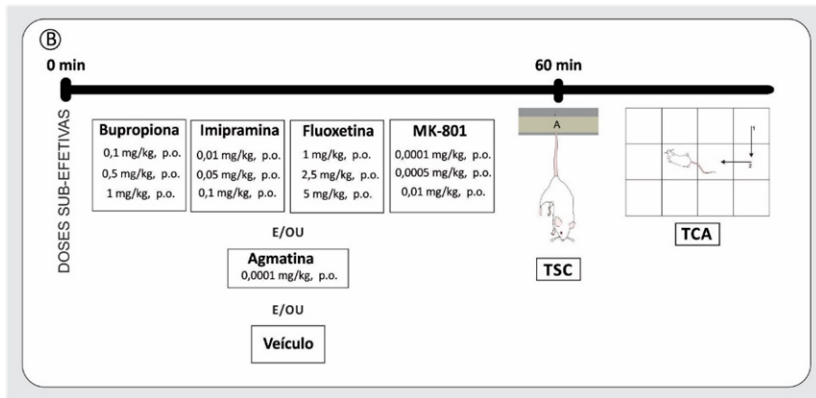 B
0 min
60 min
DOSES SUB-EFETIVAS
Bupropiona
0,1 mg/kg, p.o.
0,5 mg/kg, p.o.
1 mg/kg, p.o.
Imipramina
0,01 mg/kg, p.o.
0,05 mg/kg, p.o.
0,1 mg/kg, p.o.
Fluoxetina
1 mg/kg, p.o.
2,5 mg/kg, p.o.
5 mg/kg, p.o.
MK-801
0,0001 mg/kg, p.o.
0,0005 mg/kg, p.o.
0,01 mg/kg, p.o.
E/OU
Agmatina
0,0001 mg/kg, p.o.
E/OU
Veículo
A
TSC
1
2
TCA